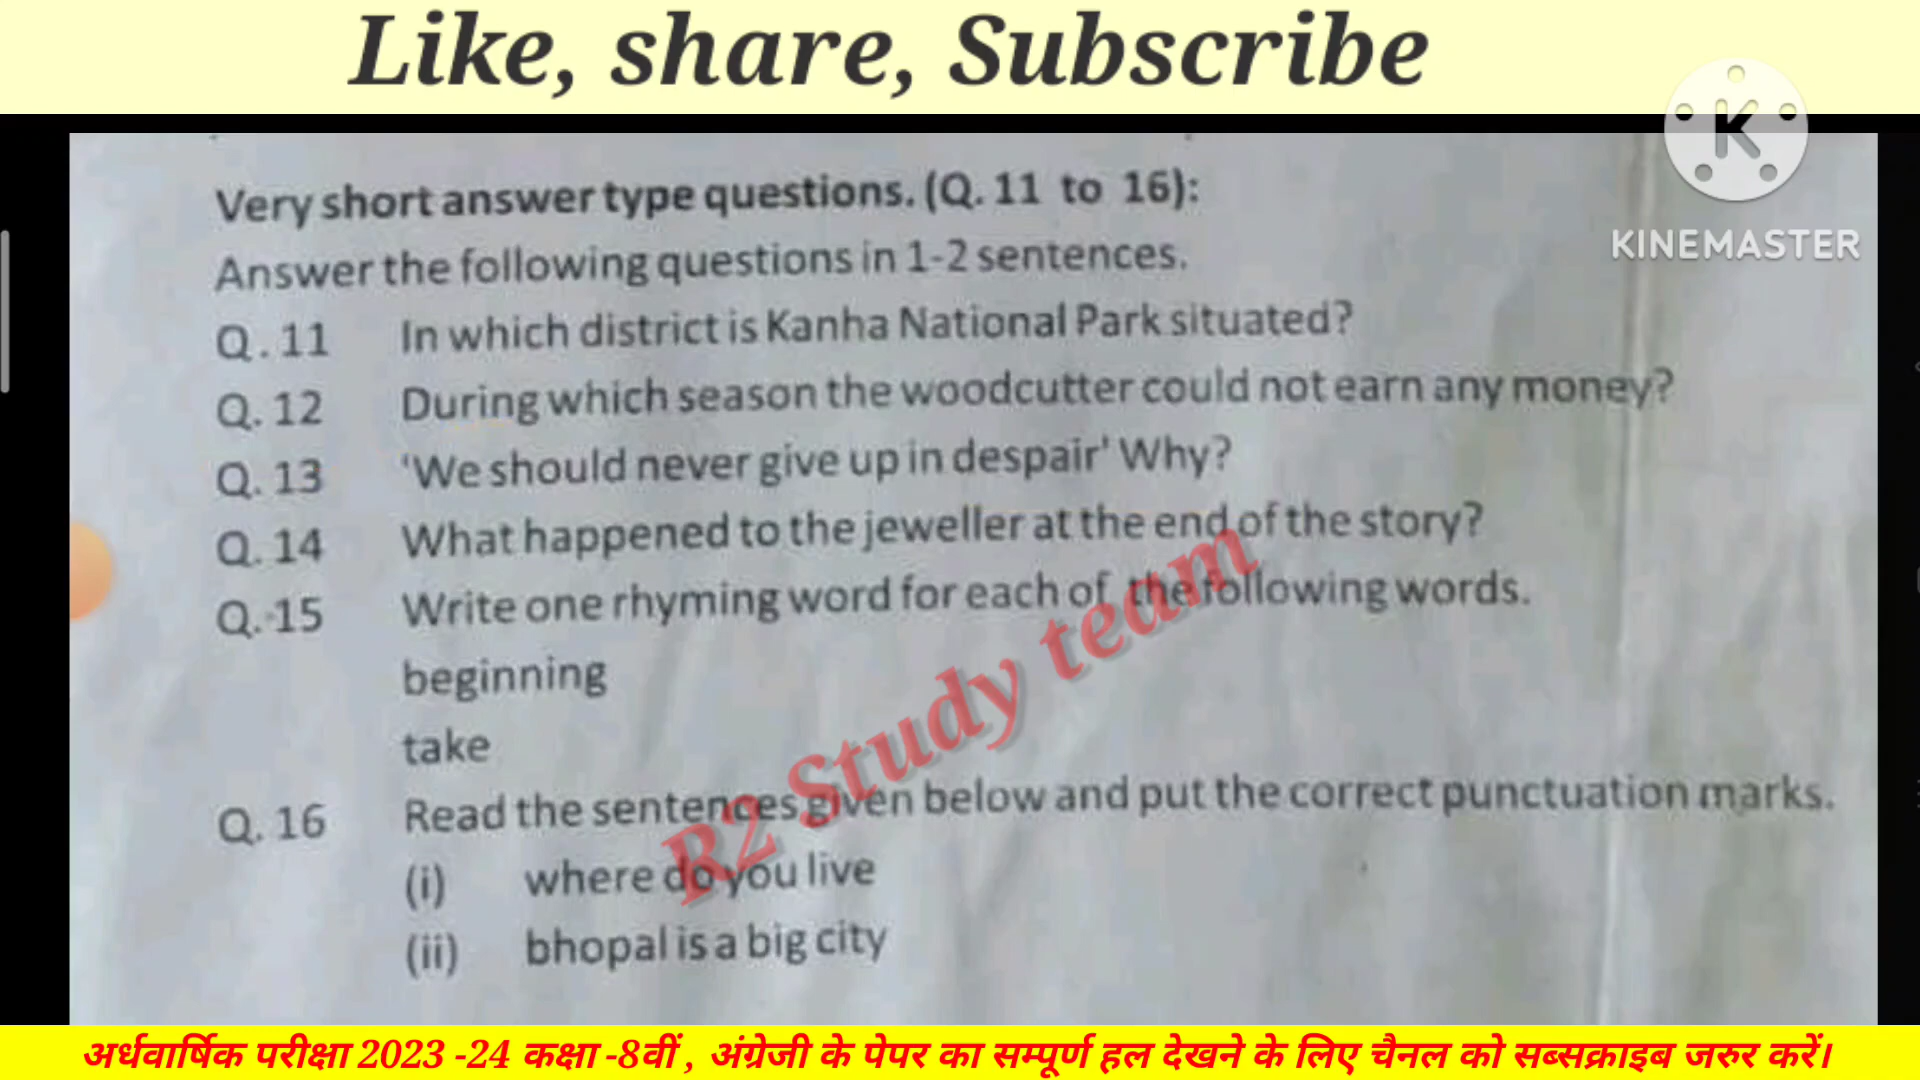 Like, share, Subscribe
KINEMASTER
Very short answer type questions. (Q. 11 to 16):
Answer the following questions in 1-2 sentences.
Q. 11 In which district is Kanha National Park situated?
Q. 12 During which season the woodcutter could not earn any money?
Q. 13 'We should never give up in despair' Why?
Q. 14 What happened to the jeweller at the end of the story?
Q. 15 Write one rhyming word for each of the following words.
beginning
take
Q. 16 Read the sentences given below and put the correct punctuation marks.
(i) where do you live
(ii) bhopal is a big city
R2 Study team
अर्धवार्षिक परीक्षा 2023 -24 कक्षा -8वीं , अंग्रेजी के पेपर का सम्पूर्ण हल देखने के लिए चैनल को सब्सक्राइब जरुर करें।